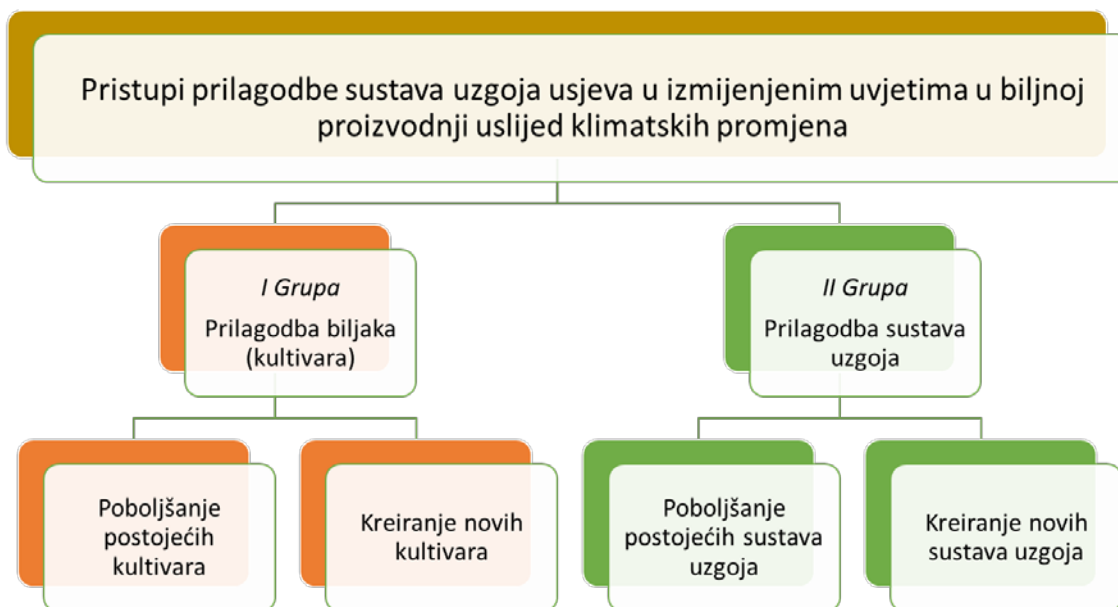 Pristupi prilagodbe sustava uzgoja usjeva u izmijenjenim uvjetima u biljnoj
proizvodnji uslijed klimatskih promjena
I Grupa
Prilagodba biljaka
(kultivara)
II Grupa
Prilagodba sustava
uzgoja
Poboljšanje
postojećih
kultivara
Kreiranje novih
kultivara
Poboljšanje
postojećih sustava
uzgoja
Kreiranje novih
sustava uzgoja